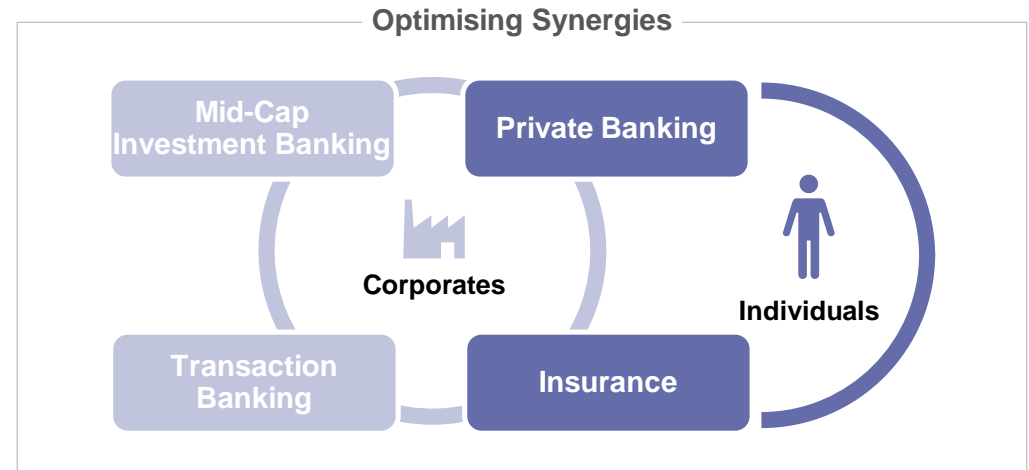 Optimising Synergies
Mid-Cap
Investment Banking
Private Banking
Corporates
Individuals
Transaction
Banking
Insurance